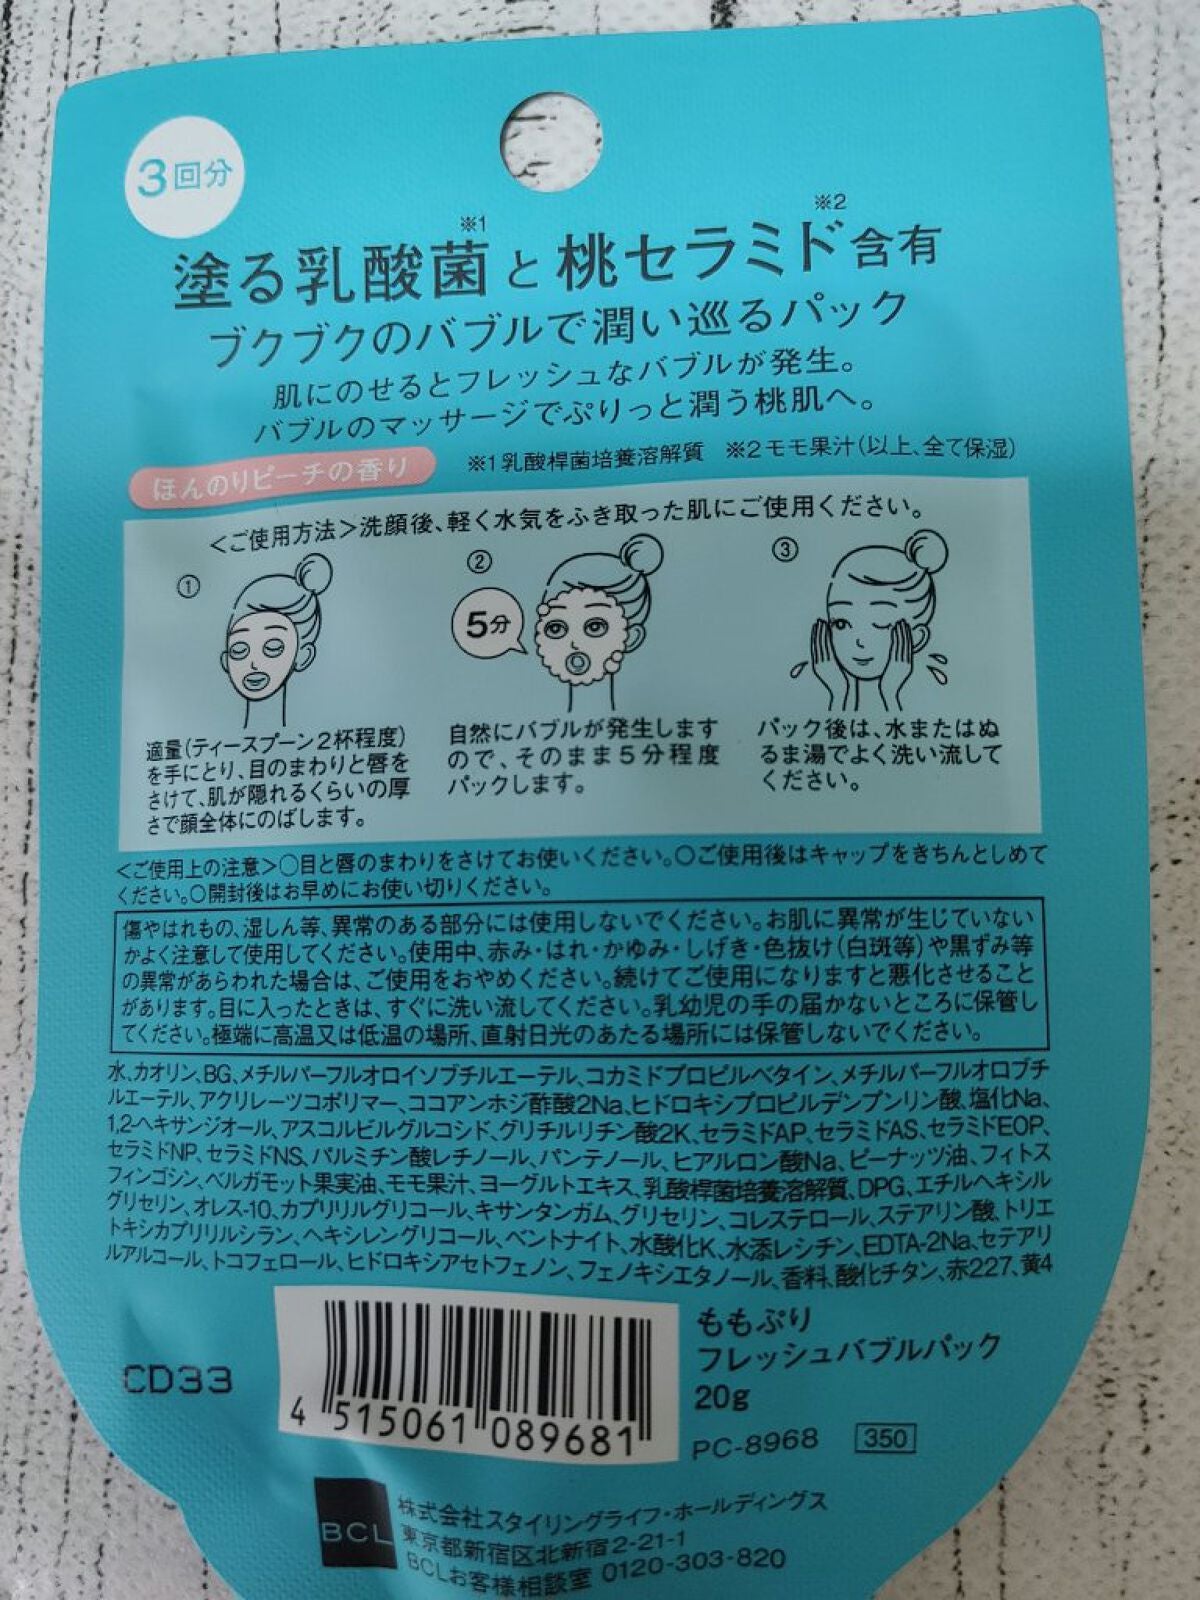 3回分
※1
※2
塗る乳酸菌と桃セラミド含有
ブクブクのバブルで潤い巡るパック
肌にのせるとフレッシュなバブルが発生。
バブルのマッサージでぷりっと潤う桃肌へ。
ほんのりピーチの香り
※1乳酸桿菌培養溶解質 ※2モモ果汁(以上、全て保湿)
<ご使用方法>洗顔後、軽く水気をふき取った肌にご使用ください。
①
適量(ティースプーン2杯程度)
を手にとり、目のまわりと唇を
さけて、肌が隠れるくらいの厚
さで顔全体にのばします。
②
5分
自然にバブルが発生します
ので、そのまま5分程度
パックします。
③
パック後は、水またはぬ
るま湯でよく洗い流して
ください。
<ご使用上の注意>○目と唇のまわりをさけてお使いください。○ご使用後はキャップをきちんとしめて
ください。○開封後はお早めにお使い切りください。
傷やはれもの、湿しん等、異常のある部分には使用しないでください。お肌に異常が生じていない
かよく注意して使用してください。使用中、赤み・はれ・かゆみ・しげき・色抜け(白斑等)や黒ずみ等
の異常があらわれた場合は、ご使用をおやめください。続けてご使用になりますと悪化させること
があります。目に入ったときは、すぐに洗い流してください。乳幼児の手の届かないところに保管し
てください。極端に高温又は低温の場所、直射日光のあたる場所には保管しないでください。
水、カオリン、BG、メチルパーフルオロイソブチルエーテル、コカミドプロピルベタイン、メチルパーフルオロブチ
ルエーテル、アクリレーツコポリマー、ココアンホジ酢酸2Na、ヒドロキシプロピルデンプンリン酸、塩化Na、
1,2-ヘキサンジオール、アスコルビルグルコシド、グリチルリチン酸2K、セラミドAP、セラミドAS、セラミドEOP、
セラミドNP、セラミドNS、パルミチン酸レチノール、パンテノール、ヒアルロン酸Na、ピーナッツ油、フィトス
フィンゴシン、ベルガモット果実油、モモ果汁、ヨーグルトエキス、乳酸桿菌培養溶解質、DPG、エチルヘキシル
グリセリン、オレス-10、カプリリルグリコール、キサンタンガム、グリセリン、コレステロール、ステアリン酸、トリエ
トキシカプリリルシラン、ヘキシレングリコール、ベントナイト、水酸化K、水添レシチン、EDTA-2Na、セテアリ
ルアルコール、トコフェロール、ヒドロキシアセトフェノン、フェノキシエタノール、香料、酸化チタン、赤227、黄4
CD33
4 515061 089681
ももぷり
フレッシュバブルパック
20g
PC-8968 350
BCL
株式会社スタイリングライフ・ホールディングス
東京都新宿区北新宿2-21-1
BCLお客様相談室 0120-303-820